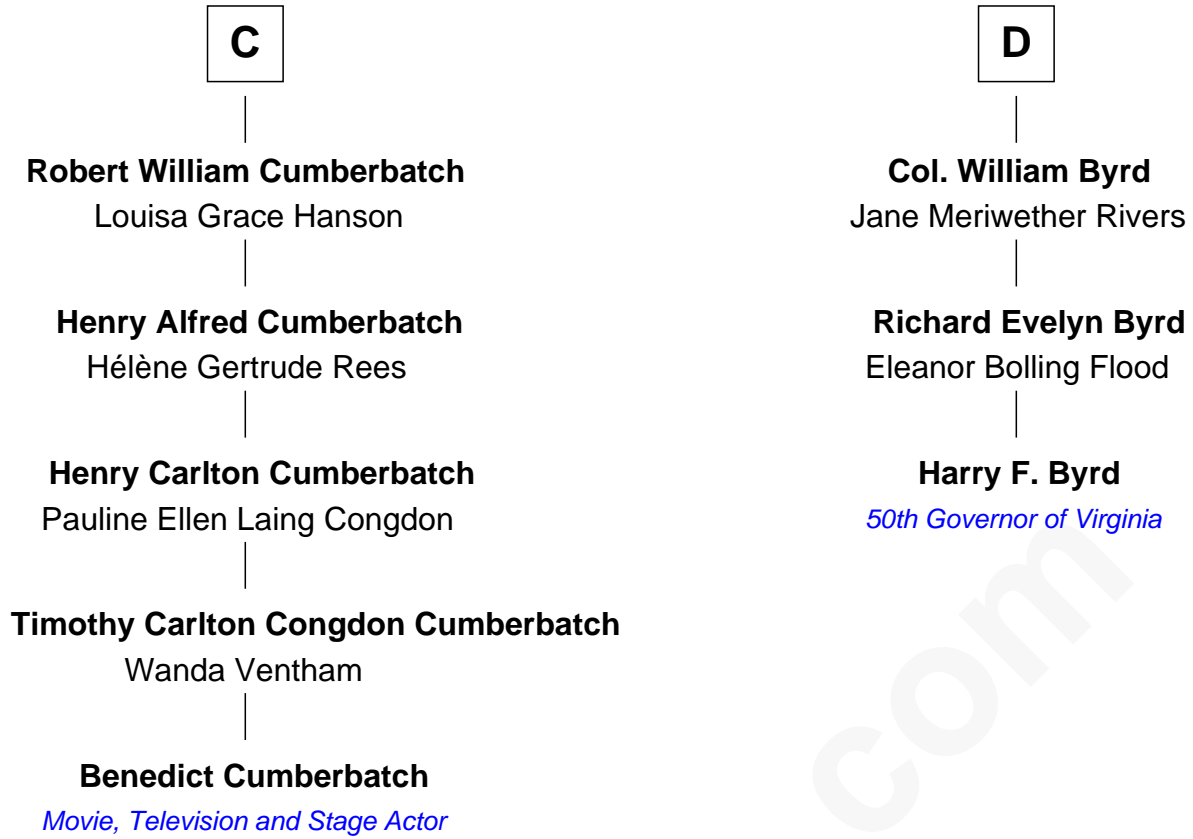 C
Robert William Cumberbatch
Louisa Grace Hanson
Henry Alfred Cumberbatch
Hélène Gertrude Rees
Henry Carlton Cumberbatch
Pauline Ellen Laing Congdon
Timothy Carlton Congdon Cumberbatch
Wanda Ventham
Benedict Cumberbatch
Movie, Television and Stage Actor
D
Col. William Byrd
Jane Meriwether Rivers
Richard Evelyn Byrd
Eleanor Bolling Flood
Harry F. Byrd
50th Governor of Virginia
com